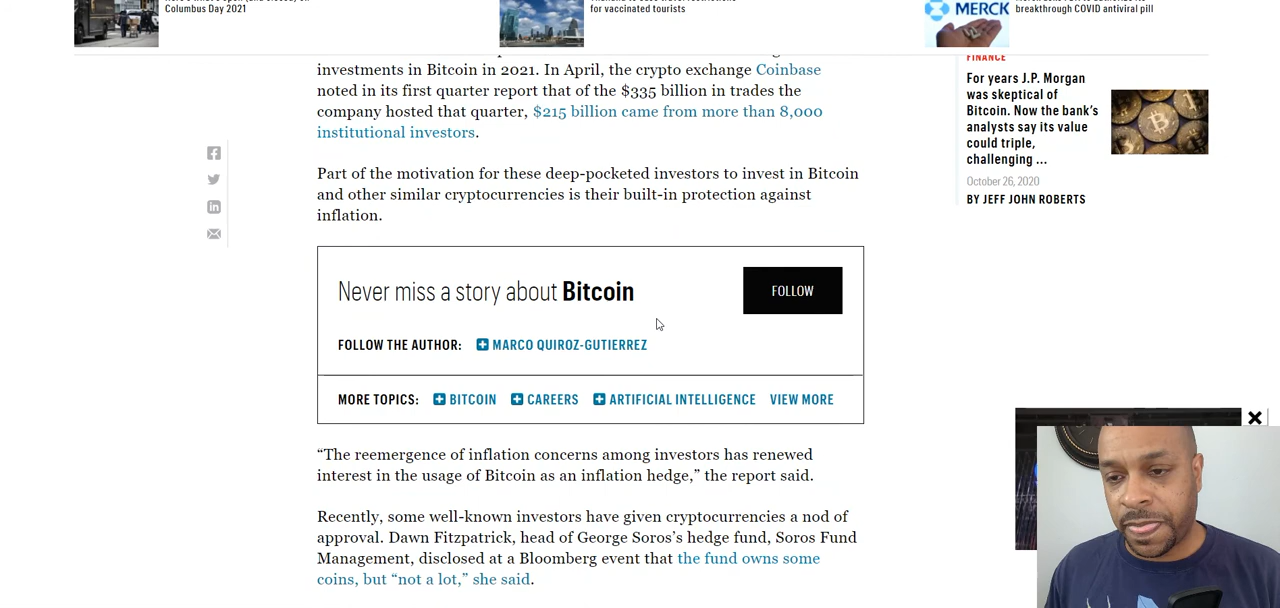 Columbus Day 2021
for vaccinated tourists
MERCK
breakthrough COVID antiviral pill
investments in Bitcoin in 2021. In April, the crypto exchange Coinbase
noted in its first quarter report that of the $335 billion in trades the
company hosted that quarter, $215 billion came from more than 8,000
institutional investors.
Part of the motivation for these deep-pocketed investors to invest in Bitcoin
and other similar cryptocurrencies is their built-in protection against
inflation.
Never miss a story about Bitcoin
FOLLOW
FOLLOW THE AUTHOR: MARCO QUIROZ-GUTIERREZ
MORE TOPICS: BITCOIN CAREERS ARTIFICIAL INTELLIGENCE VIEW MORE
“The reemergence of inflation concerns among investors has renewed
interest in the usage of Bitcoin as an inflation hedge,” the report said.
Recently, some well-known investors have given cryptocurrencies a nod of
approval. Dawn Fitzpatrick, head of George Soros’s hedge fund, Soros Fund
Management, disclosed at a Bloomberg event that the fund owns some
coins, but “not a lot,” she said.
FINANCE
For years J.P. Morgan
was skeptical of
Bitcoin. Now the bank’s
analysts say its value
could triple,
challenging ...
October 26, 2020
BY JEFF JOHN ROBERTS